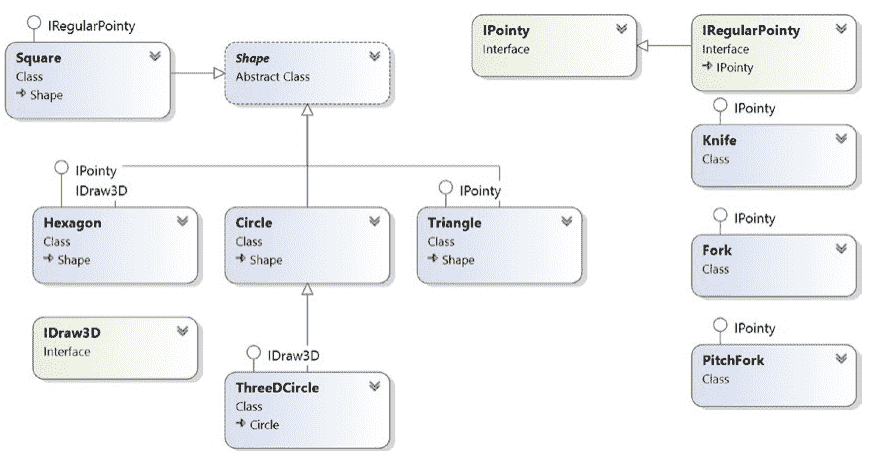 IRegularPointy
Square
Class
Shape
Shape
Abstract Class
IPointy
Interface
IRegularPointy
Interface
IPointy
IPointy
Knife
Class
IPointy
IDraw3D
Hexagon
Class
Shape
Circle
Class
Shape
IPointy
Triangle
Class
Shape
IPointy
Fork
Class
IDraw3D
Interface
IDraw3D
ThreeDCircle
Class
Circle
IPointy
PitchFork
Class